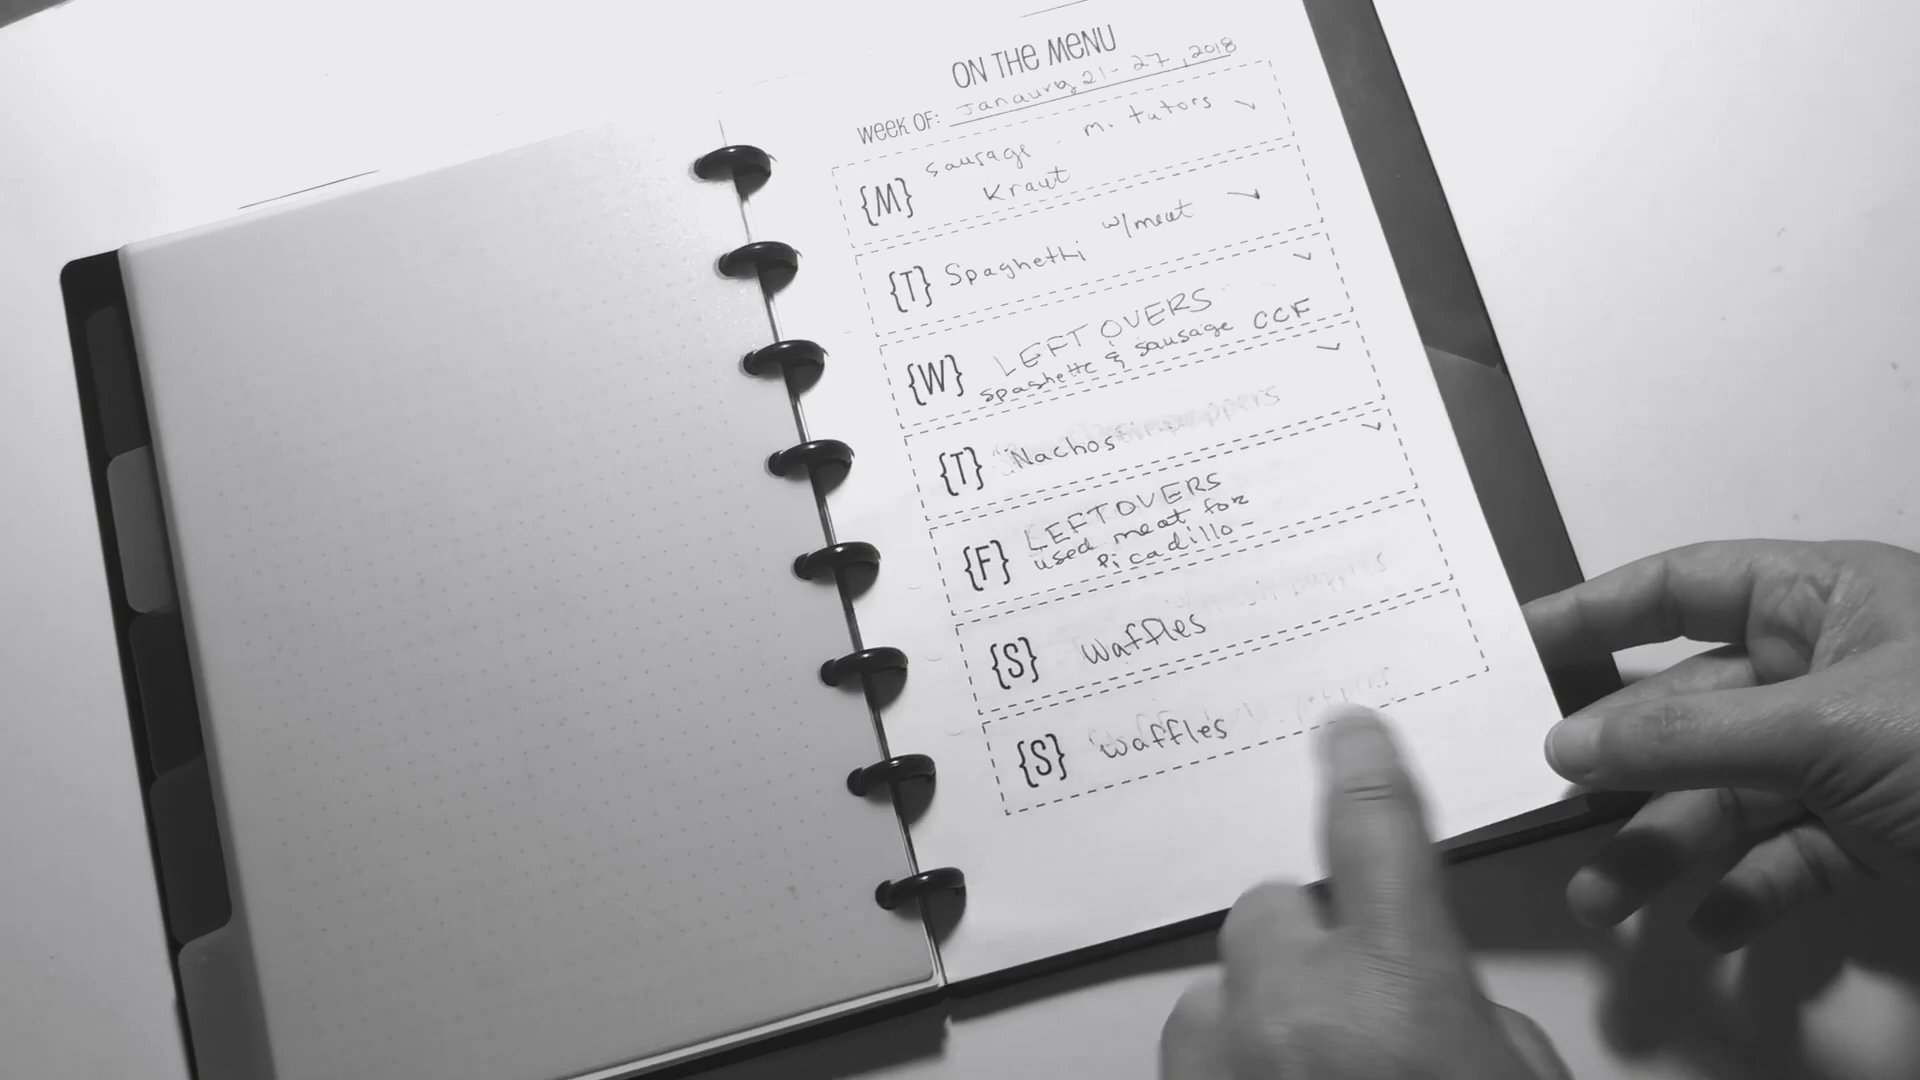 ON THE MENU
WEEK OF: Janaury 21-27, 2018
{M} Sausage - m. tutors
Kraut
{T} Spaghetti w/meat
{W} LEFTOVERS
spaghetti & sausage CCF
{T} Nachos
{F} LEFTOVERS
used meat for
Picadillo-
{S} Waffles
{S} waffles